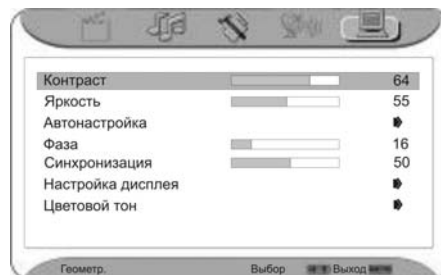 Контраст 64
Яркость 55
Автонастройка
Фаза 16
Синхронизация 50
Настройка дисплея
Цветовой тон
Геометр. Выбор Выход